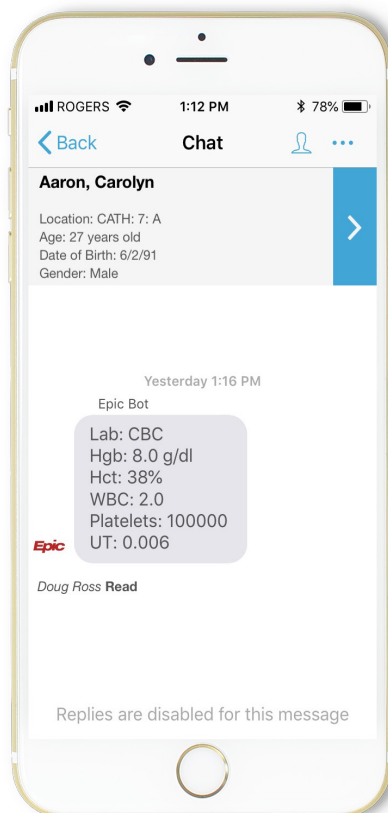 ROGERS 1:12 PM 78%
Back Chat
Aaron, Carolyn
Location: CATH: 7: A
Age: 27 years old
Date of Birth: 6/2/91
Gender: Male
Yesterday 1:16 PM
Epic Bot
Lab: CBC
Hgb: 8.0 g/dl
Hct: 38%
WBC: 2.0
Platelets: 100000
UT: 0.006
Epic
Doug Ross Read
Replies are disabled for this message